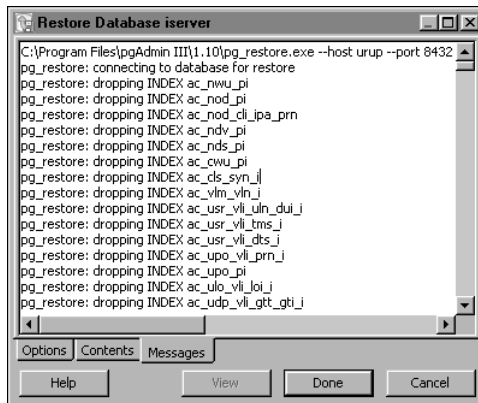 Restore Database iserver
C:\Program Files\pgAdmin III\1.10\pg_restore.exe --host urup --port 8432
pg_restore: connecting to database for restore
pg_restore: dropping INDEX ac_nwu_pi
pg_restore: dropping INDEX ac_nod_pi
pg_restore: dropping INDEX ac_nod_cli_ipa_prn
pg_restore: dropping INDEX ac_ndv_pi
pg_restore: dropping INDEX ac_nds_pi
pg_restore: dropping INDEX ac_cwu_pi
pg_restore: dropping INDEX ac_cls_syn_i
pg_restore: dropping INDEX ac_vlm_vln_i
pg_restore: dropping INDEX ac_usr_vli_uln_dui_i
pg_restore: dropping INDEX ac_usr_vli_tms_i
pg_restore: dropping INDEX ac_usr_vli_dts_i
pg_restore: dropping INDEX ac_upo_vli_prn_i
pg_restore: dropping INDEX ac_upo_pi
pg_restore: dropping INDEX ac_ulo_vli_loi_i
pg_restore: dropping INDEX ac_udp_vli_gtt_gti_i
Options Contents Messages
Help View Done Cancel